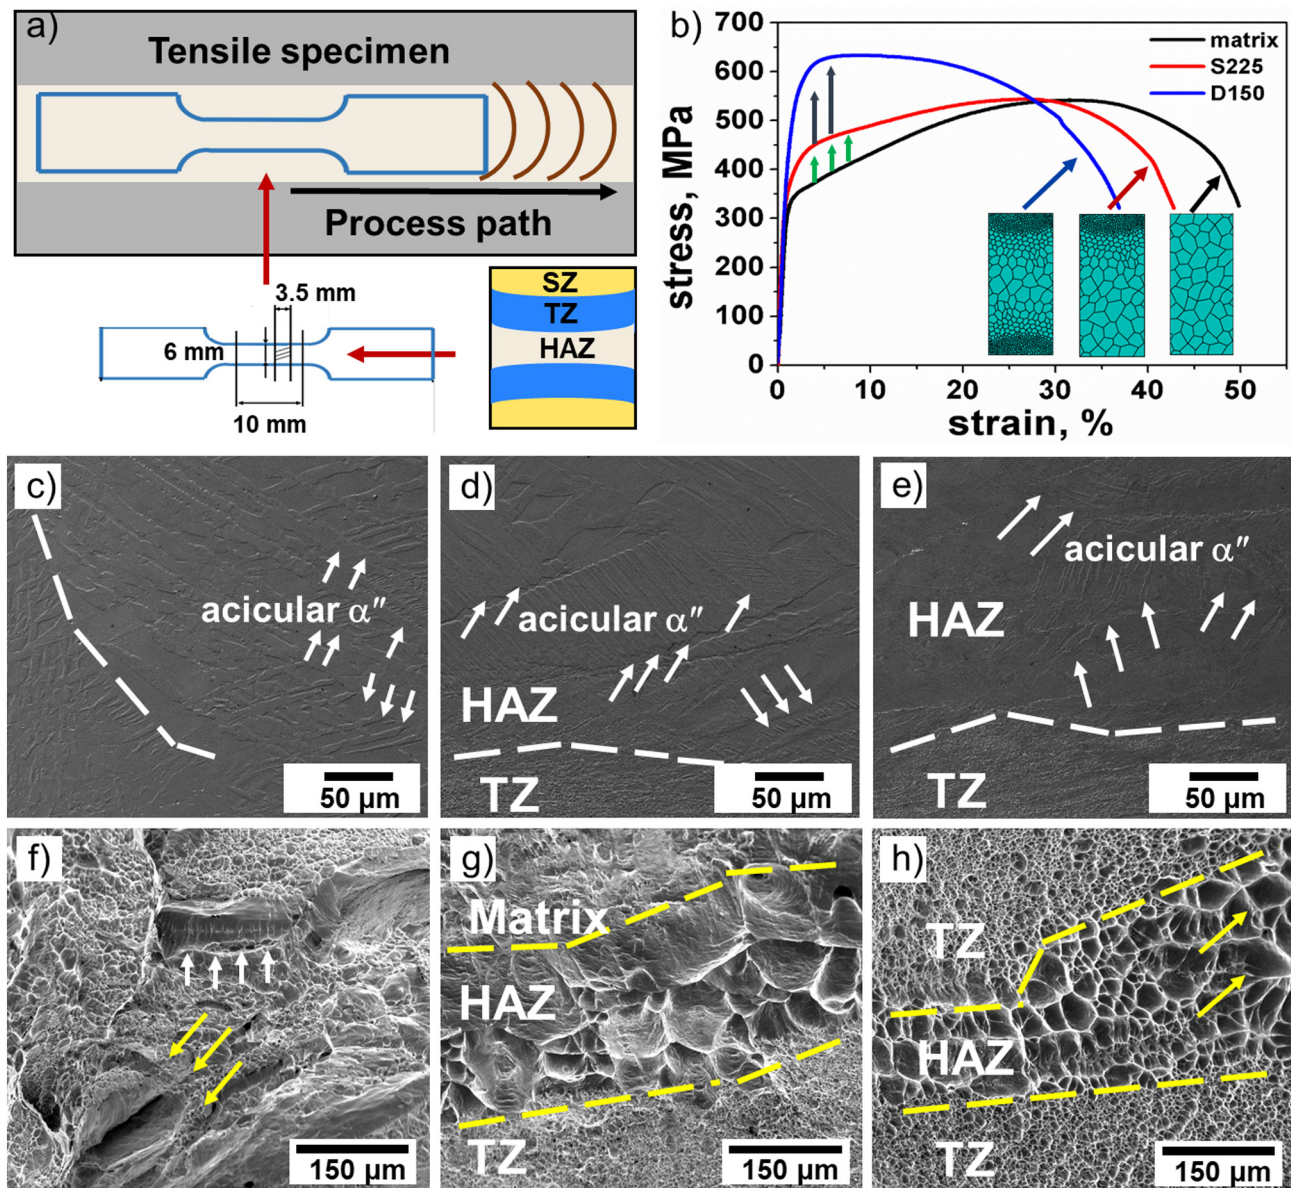 a)
Tensile specimen
Process path
3.5 mm
6 mm
10 mm
SZ
TZ
HAZ
b)
700
600
500
400
300
200
100
0
stress, MPa
0
10
20
30
40
50
strain, %
matrix
S225
D150
c)
acicular α″
50 µm
d)
acicular α″
HAZ
TZ
50 µm
e)
acicular α″
HAZ
TZ
50 µm
f)
150 µm
g)
Matrix
HAZ
TZ
150 µm
h)
TZ
HAZ
TZ
150 µm